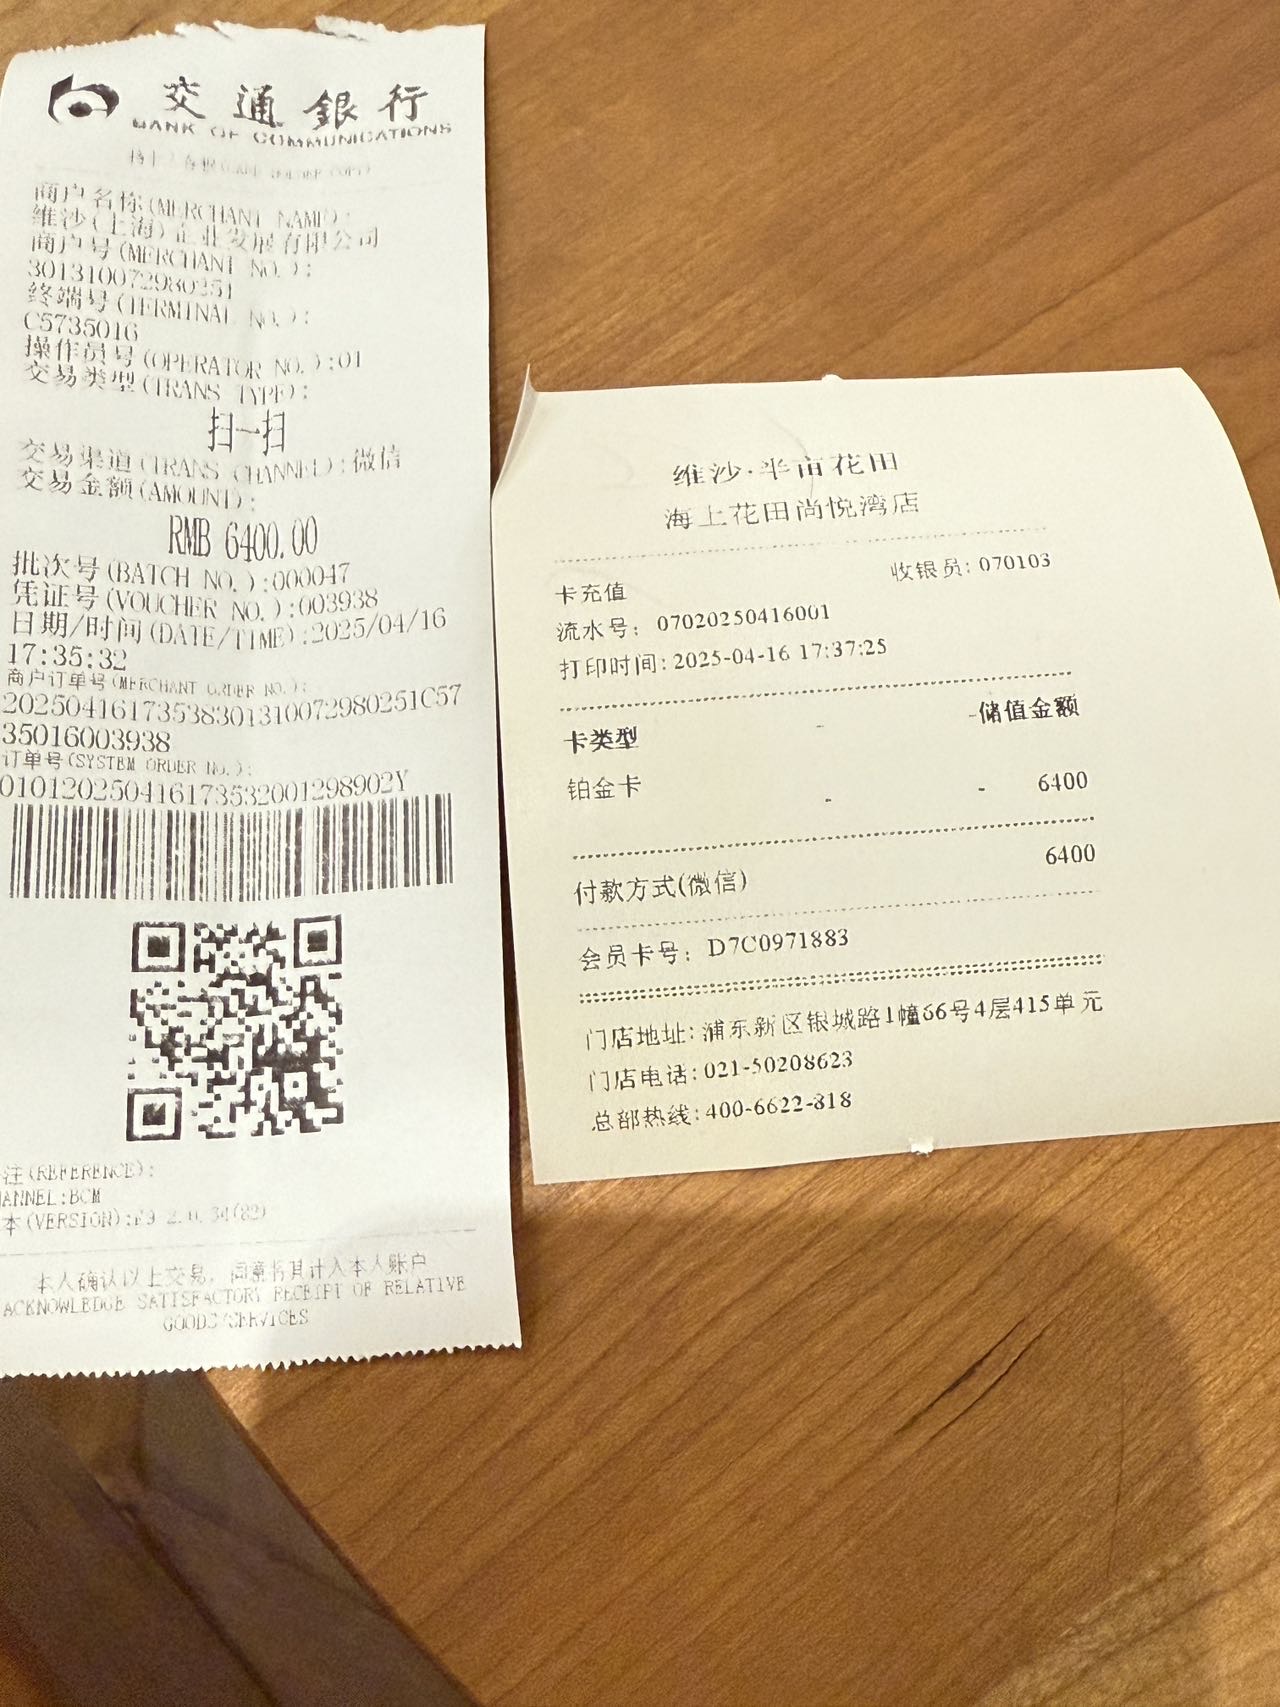 交通銀行
BANK OF COMMUNICATIONS
商户名称(MERCHANT NAME):
维沙(上海)企业发展有限公司
商户号(MERCHANT NO.):
301310072980251
终端号(TERMINAL NO.):
C5735016
操作员号(OPERATOR NO.):01
交易类型(TRANS TYPE):
扫一扫
交易渠道(TRANS CHANNEL):微信
交易金额(AMOUNT):
RMB 6400.00
批次号(BATCH NO.):000047
凭证号(VOUCHER NO.):003938
日期/时间(DATE/TIME):2025/04/16
17:35:32
商户订单号(MERCHANT ORDER NO.):
20250416173538301310072980251C57
35016003938
订单号(SYSTEM ORDER NO.):
010120250416173532001298902Y
注(REFERENCE):
ANNEL:BCM
本(VERSION):
本人确认以上交易，同意将其计入本人账户
ACKNOWLEDGE SATISFACTORY RECEIPT OF RELATIVE
GOODS/SERVICES
维沙·半亩花田
海上花田尚悦湾店
卡充值 收银员: 070103
流水号: 07020250416001
打印时间: 2025-04-16 17:37:25
卡类型 - -储值金额
铂金卡 - - 6400
付款方式(微信) 6400
会员卡号: D7C0971883
门店地址: 浦东新区银城路1幢66号4层415单元
门店电话: 021-50208623
总部热线: 400-6622-818